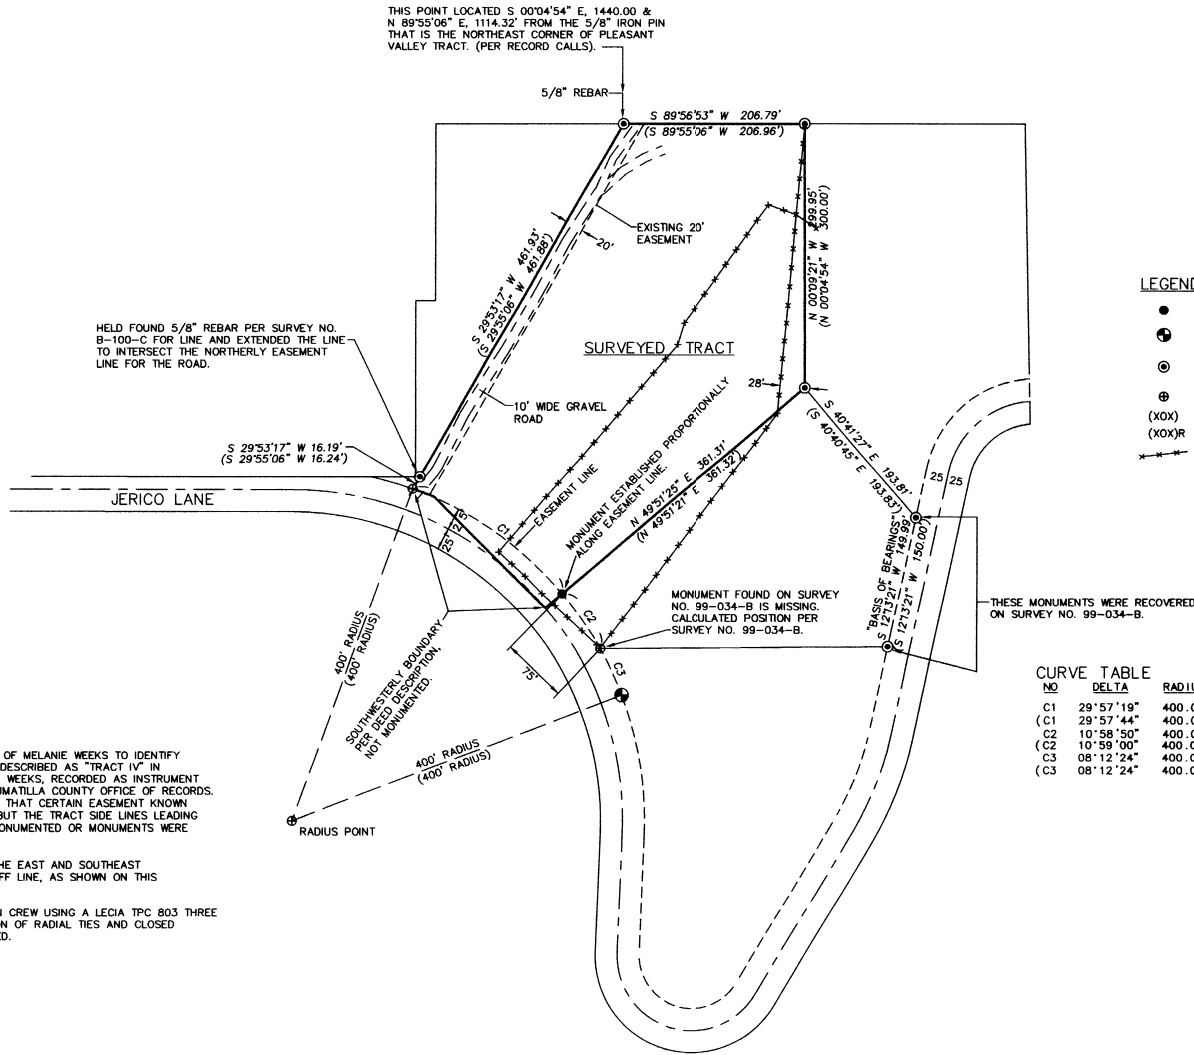 THIS POINT LOCATED S 00°04'54" E, 1440.00 &
N 89°55'06" E, 1114.32' FROM THE 5/8" IRON PIN
THAT IS THE NORTHEAST CORNER OF PLEASANT
VALLEY TRACT. (PER RECORD CALLS).
5/8" REBAR
S 89°56'53" W 206.79'
(S 89°55'06" W 206.96')
EXISTING 20'
EASEMENT
20'
S 29°53'17" W 461.93'
(S 29°55'06" W 461.88')
N 00°09'21" W 299.95'
(N 00°04'54" W 300.00')
LEGEND
(XOX)
(XOX)R
HELD FOUND 5/8" REBAR PER SURVEY NO.
B-100-C FOR LINE AND EXTENDED THE LINE
TO INTERSECT THE NORTHERLY EASEMENT
LINE FOR THE ROAD.
SURVEYED TRACT
28'
10' WIDE GRAVEL
ROAD
S 29°53'17" W 16.19'
(S 29°55'06" W 16.24')
JERICO LANE
C1
EASEMENT LINE
MONUMENT ESTABLISHED PROPORTIONALLY
ALONG EASEMENT LINE.
N 49°51'25" E 361.31'
(N 49°51'21" E 361.32')
S 40°41'27" E 193.81'
(S 40°40'45" E 193.83')
25 25
"BASIS OF BEARINGS"
S 12°13'21" W 149.99'
(S 12°13'21" W 150.00')
MONUMENT FOUND ON SURVEY
NO. 99-034-B IS MISSING.
CALCULATED POSITION PER
SURVEY NO. 99-034-B.
THESE MONUMENTS WERE RECOVERED
ON SURVEY NO. 99-034-B.
C2
C3
75'
400' RADIUS
(400' RADIUS)
SOUTHWESTERLY BOUNDARY
PER DEED DESCRIPTION,
NOT MONUMENTED.
400' RADIUS
(400' RADIUS)
RADIUS POINT
CURVE TABLE
NO DELTA
C1 29°57'19" 400.0
(C1 29°57'44" 400.0
C2 10°58'50" 400.0
(C2 10°59'00" 400.0
C3 08°12'24" 400.0
(C3 08°12'24" 400.0
OF MELANIE WEEKS TO IDENTIFY
DESCRIBED AS "TRACT IV" IN
WEEKS, RECORDED AS INSTRUMENT
UMATILLA COUNTY OFFICE OF RECORDS.
THAT CERTAIN EASEMENT KNOWN
BUT THE TRACT SIDE LINES LEADING
ONUMENTED OR MONUMENTS WERE
HE EAST AND SOUTHEAST
FF LINE, AS SHOWN ON THIS
N CREW USING A LECIA TPC 803 THREE
ON OF RADIAL TIES AND CLOSED
ED.